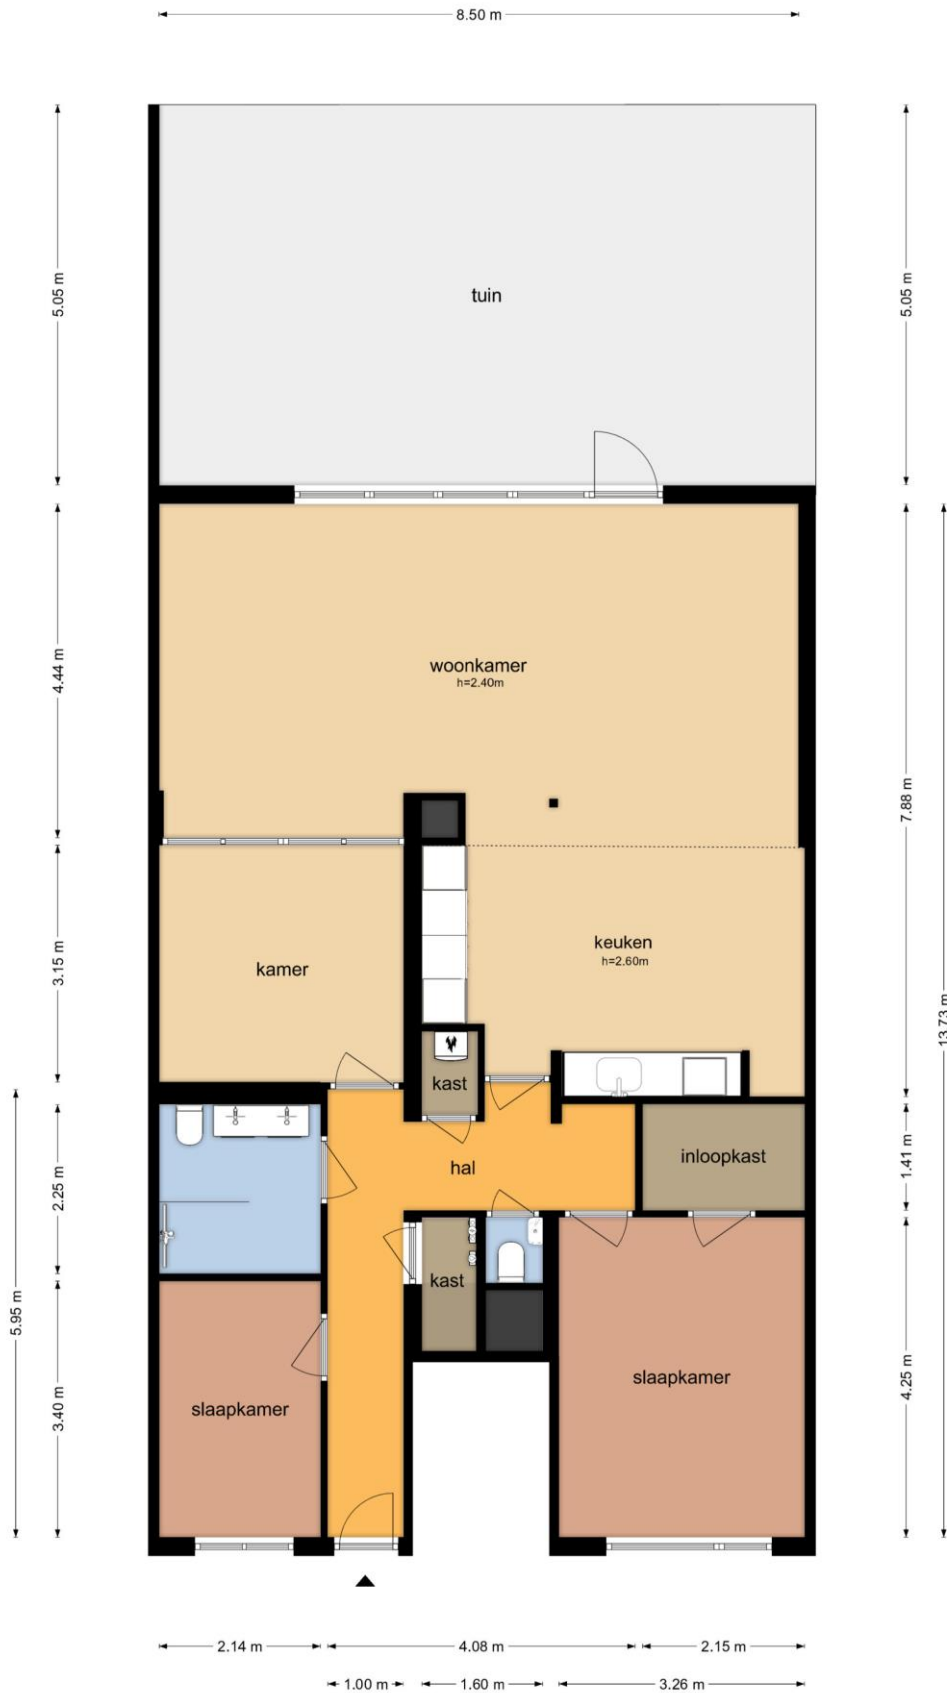 8.50 m
5.05 m
5.05 m
tuin
4.44 m
woonkamer
h=2.40m
7.88 m
3.15 m
keuken
h=2.60m
kamer
13.73 m
kast
hal
inloopkast
1.41 m
2.25 m
kast
5.95 m
3.40 m
slaapkamer
slaapkamer
4.25 m
2.14 m
4.08 m
2.15 m
1.00 m
1.60 m
3.26 m